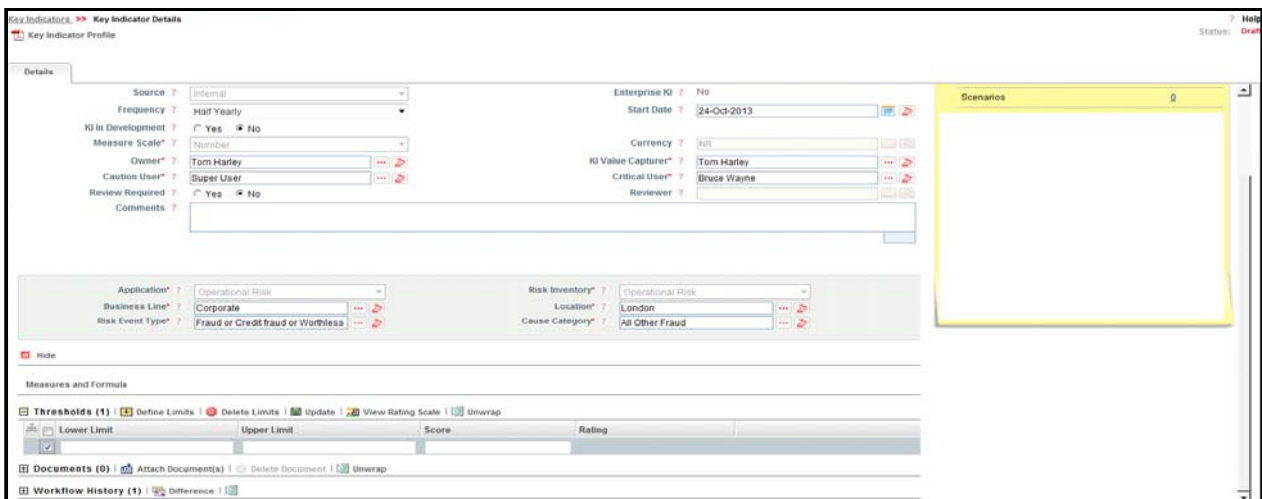 Key Indicators >> Key Indicator Details
? Help
Key Indicator Profile
Status: Draft
Details
Source ? Internal
Enterprise KI ? No
Frequency ? Half Yearly
Start Date ? 24-Oct-2013
KI In Development ? Yes No
Measure Scale* ? Number
Currency ?
Owner* ? Tom Harley
KI Value Capturer* ? Tom Harley
Caution User* ? Super User
Critical User* ? Bruce Wayne
Review Required ? Yes No
Reviewer ?
Comments ?
Scenarios 0
Application* ? Operational Risk
Risk Inventory* ? Operational Risk
Business Line* ? Corporate
Location* ? London
Risk Event Type* ? Fraud or Credit fraud or Worthless
Cause Category* ? All Other Fraud
Hide
Measures and Formula
Thresholds (1) | Define Limits | Delete Limits | Update | View Rating Scale | Unwrap
Lower Limit Upper Limit Score Rating
Documents (0) | Attach Document(s) | Delete Document | Unwrap
Workflow History (1) | Difference |